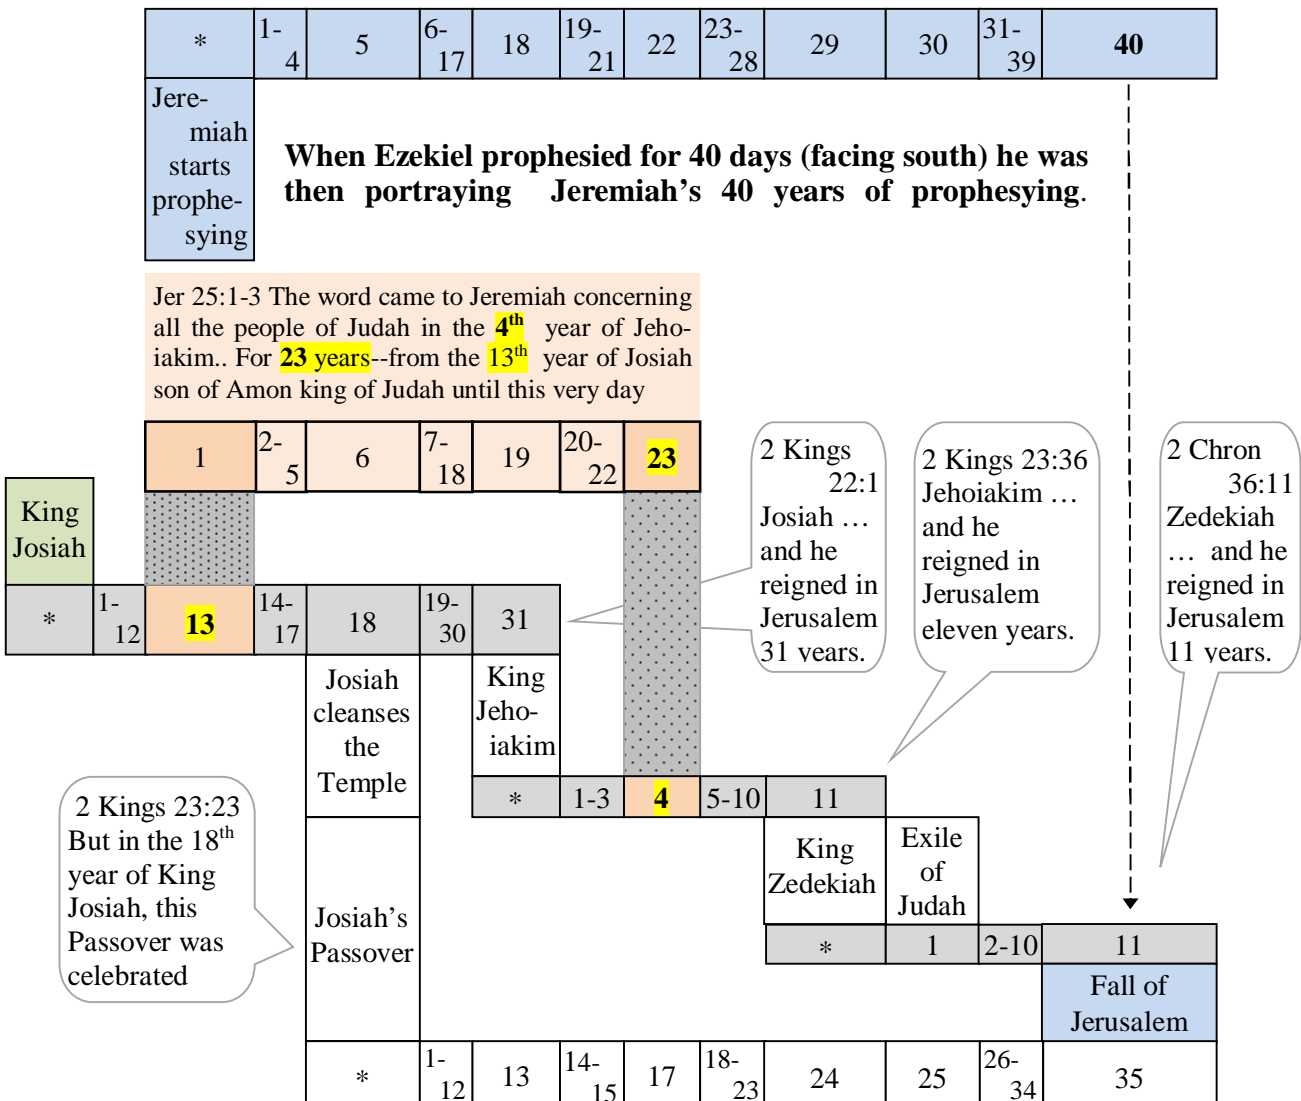 * 1- 4 5 6- 17 18 19- 21 22 23- 28 29 30 31- 39 40
Jere-
miah
starts
prophe-
sying
When Ezekiel prophesied for 40 days (facing south) he was
then portraying Jeremiah’s 40 years of prophesying.
Jer 25:1-3 The word came to Jeremiah concerning
all the people of Judah in the 4th year of Jeho-
iakim.. For 23 years--from the 13th year of Josiah
son of Amon king of Judah until this very day
1 2- 5 6 7- 18 19 20- 22 23
2 Kings
22:1
Josiah …
and he
reigned in
Jerusalem
31 years.
2 Kings 23:36
Jehoiakim …
and he
reigned in
Jerusalem
eleven years.
2 Chron
36:11
Zedekiah
… and he
reigned in
Jerusalem
11 years.
King
Josiah
* 1- 12 13 14- 17 18 19- 30 31
Josiah
cleanses
the
Temple
King
Jeho-
iakim
* 1-3 4 5-10 11
2 Kings 23:23
But in the 18th
year of King
Josiah, this
Passover was
celebrated
Josiah’s
Passover
King
Zedekiah
Exile
of
Judah
* 1 2-10 11
Fall of
Jerusalem
* 1- 12 13 14- 15 17 18- 23 24 25 26- 34 35